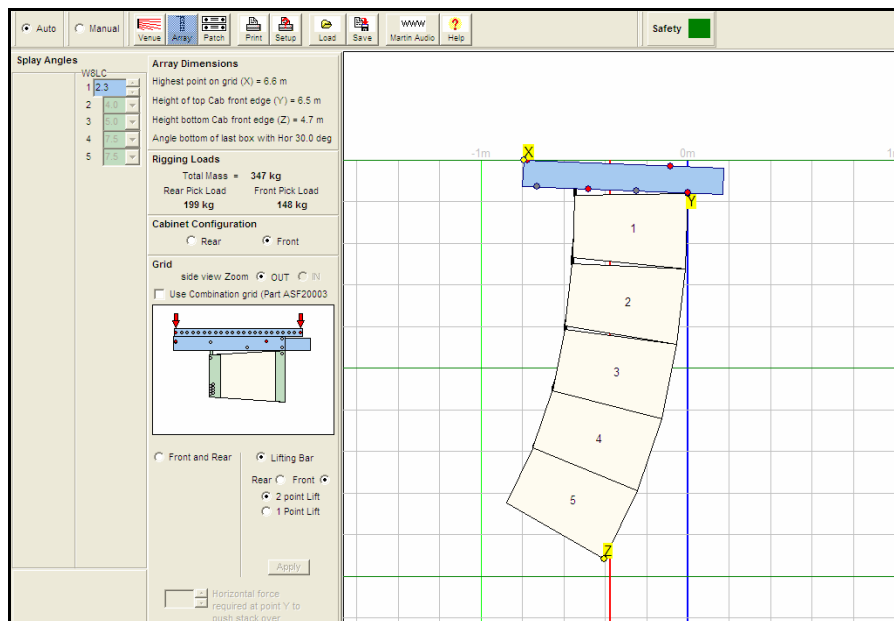 Auto Manual Venue Array Patch Print Setup Load Save Martin Audio Help Safety
Splay Angles
W8LC
1 2.3
2 4.0
3 5.0
4 7.5
5 7.5
Array Dimensions
Highest point on grid (X) = 6.6 m
Height of top Cab front edge (Y) = 6.5 m
Height bottom Cab front edge (Z) = 4.7 m
Angle bottom of last box with Hor 30.0 deg
Rigging Loads
Total Mass = 347 kg
Rear Pick Load Front Pick Load
199 kg 148 kg
Cabinet Configuration
Rear Front
Grid
side view Zoom OUT IN
Use Combination grid (Part ASF20003
Front and Rear Lifting Bar
Rear Front
2 point Lift
1 Point Lift
Apply
Horizontal force
required at point Y to
push stack over
-1m 0m 1m
X
Y
1
2
3
4
5
Z